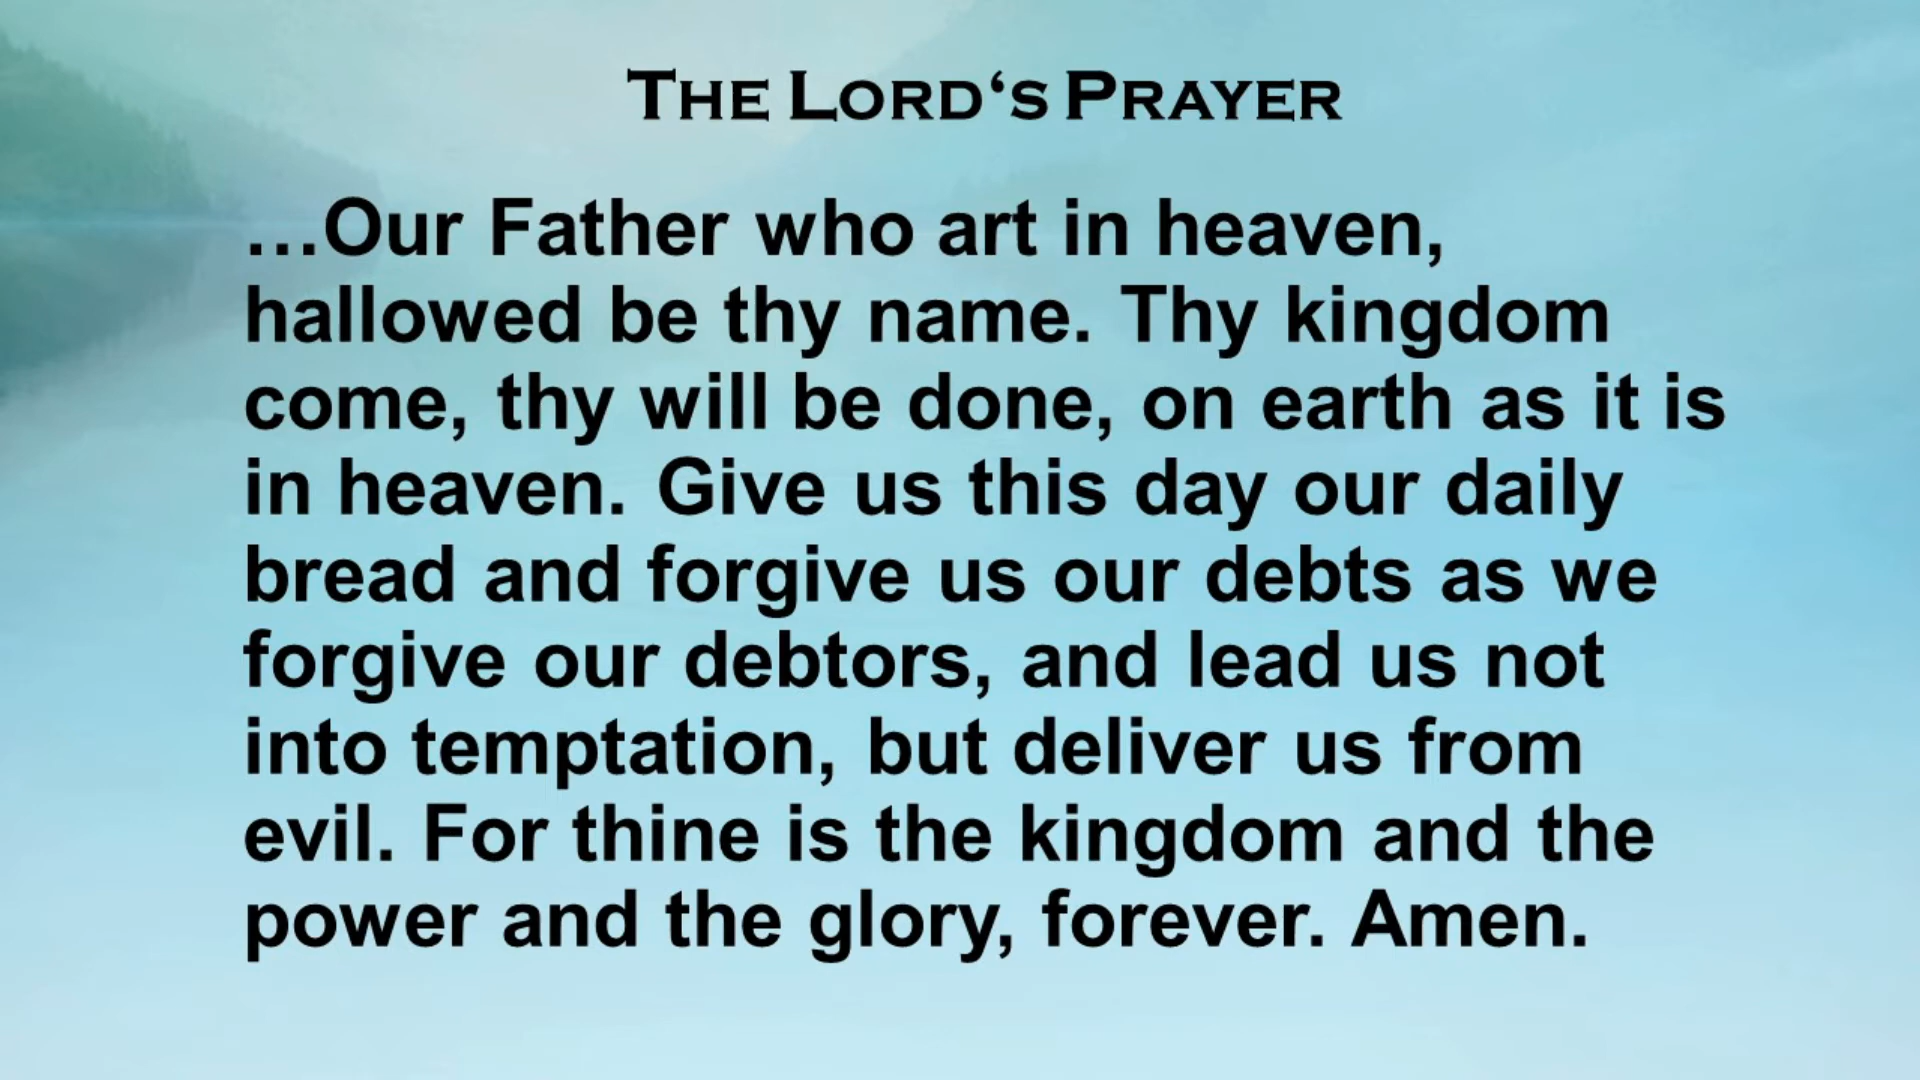 The Lord‘s Prayer
…Our Father who art in heaven,
hallowed be thy name. Thy kingdom
come, thy will be done, on earth as it is
in heaven. Give us this day our daily
bread and forgive us our debts as we
forgive our debtors, and lead us not
into temptation, but deliver us from
evil. For thine is the kingdom and the
power and the glory, forever. Amen.